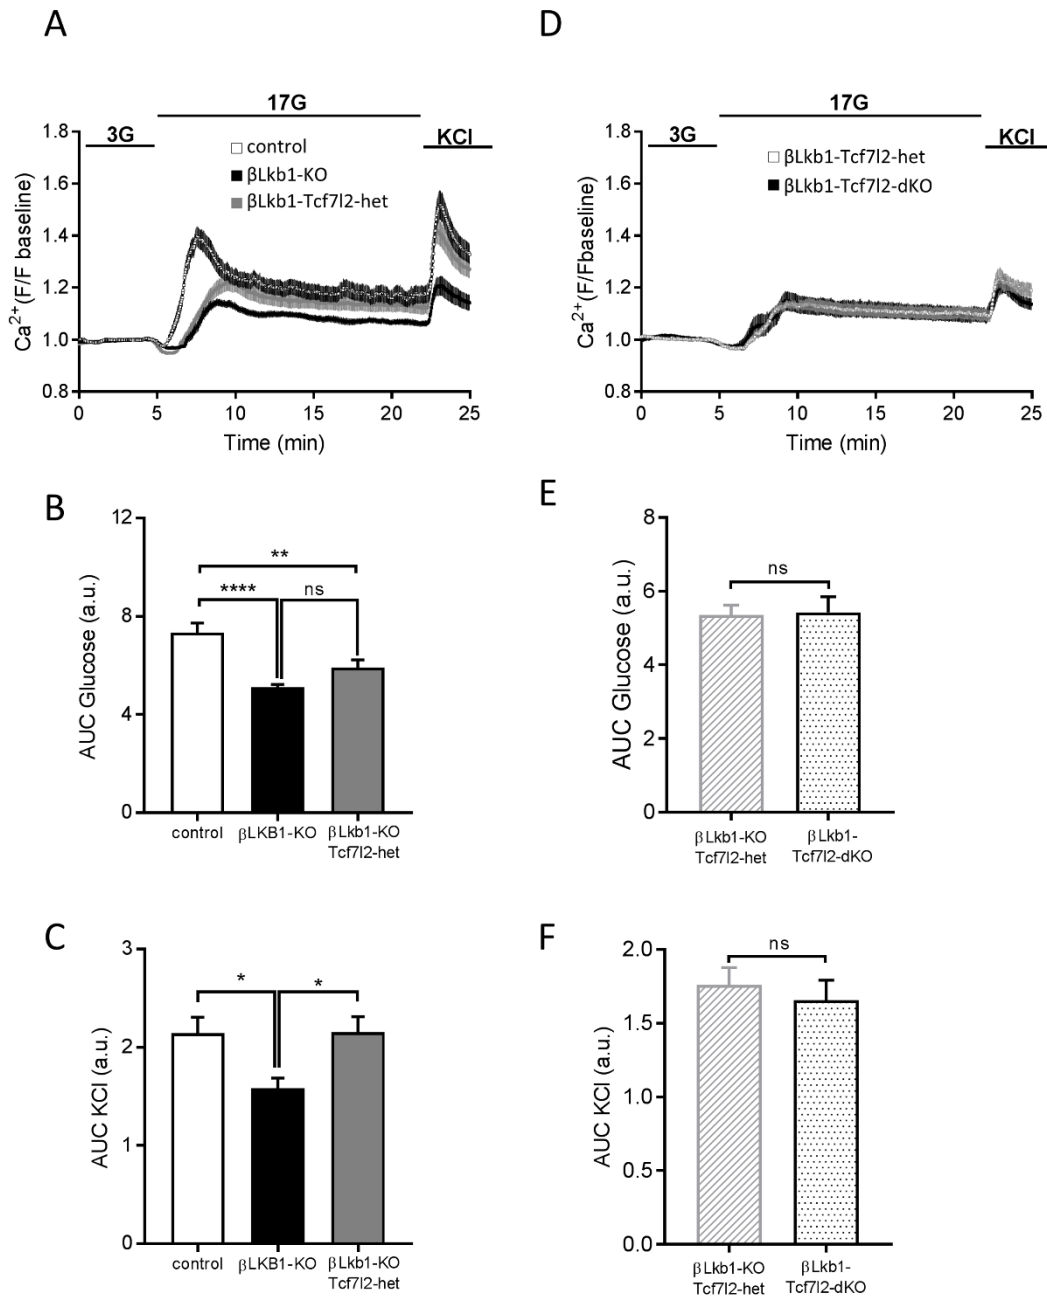 A
17G
3G
KCl
control
βLkb1-KO
βLkb1-Tcf7l2-het
Ca2+(F/F baseline)
1.8
1.6
1.4
1.2
1.0
0.8
0
5
10
15
20
25
Time (min)
D
17G
3G
KCl
βLkb1-Tcf7l2-het
βLkb1-Tcf7l2-dKO
Ca2+(F/Fbaseline)
1.8
1.6
1.4
1.2
1.0
0.8
0
5
10
15
20
25
Time (min)
B
AUC Glucose (a.u.)
12
8
4
0
**
****
ns
control
βLKB1-KO
βLkb1-KO
Tcf7l2-het
E
AUC Glucose (a.u.)
8
6
4
2
0
ns
βLkb1-KO
Tcf7l2-het
βLkb1-
Tcf7l2-dKO
C
AUC KCl (a.u.)
3
2
1
0
*
*
control
βLKB1-KO
βLkb1-KO
Tcf7l2-het
F
AUC KCl (a.u.)
2.0
1.5
1.0
0.5
0.0
ns
βLkb1-KO
Tcf7l2-het
βLkb1-
Tcf7l2-dKO